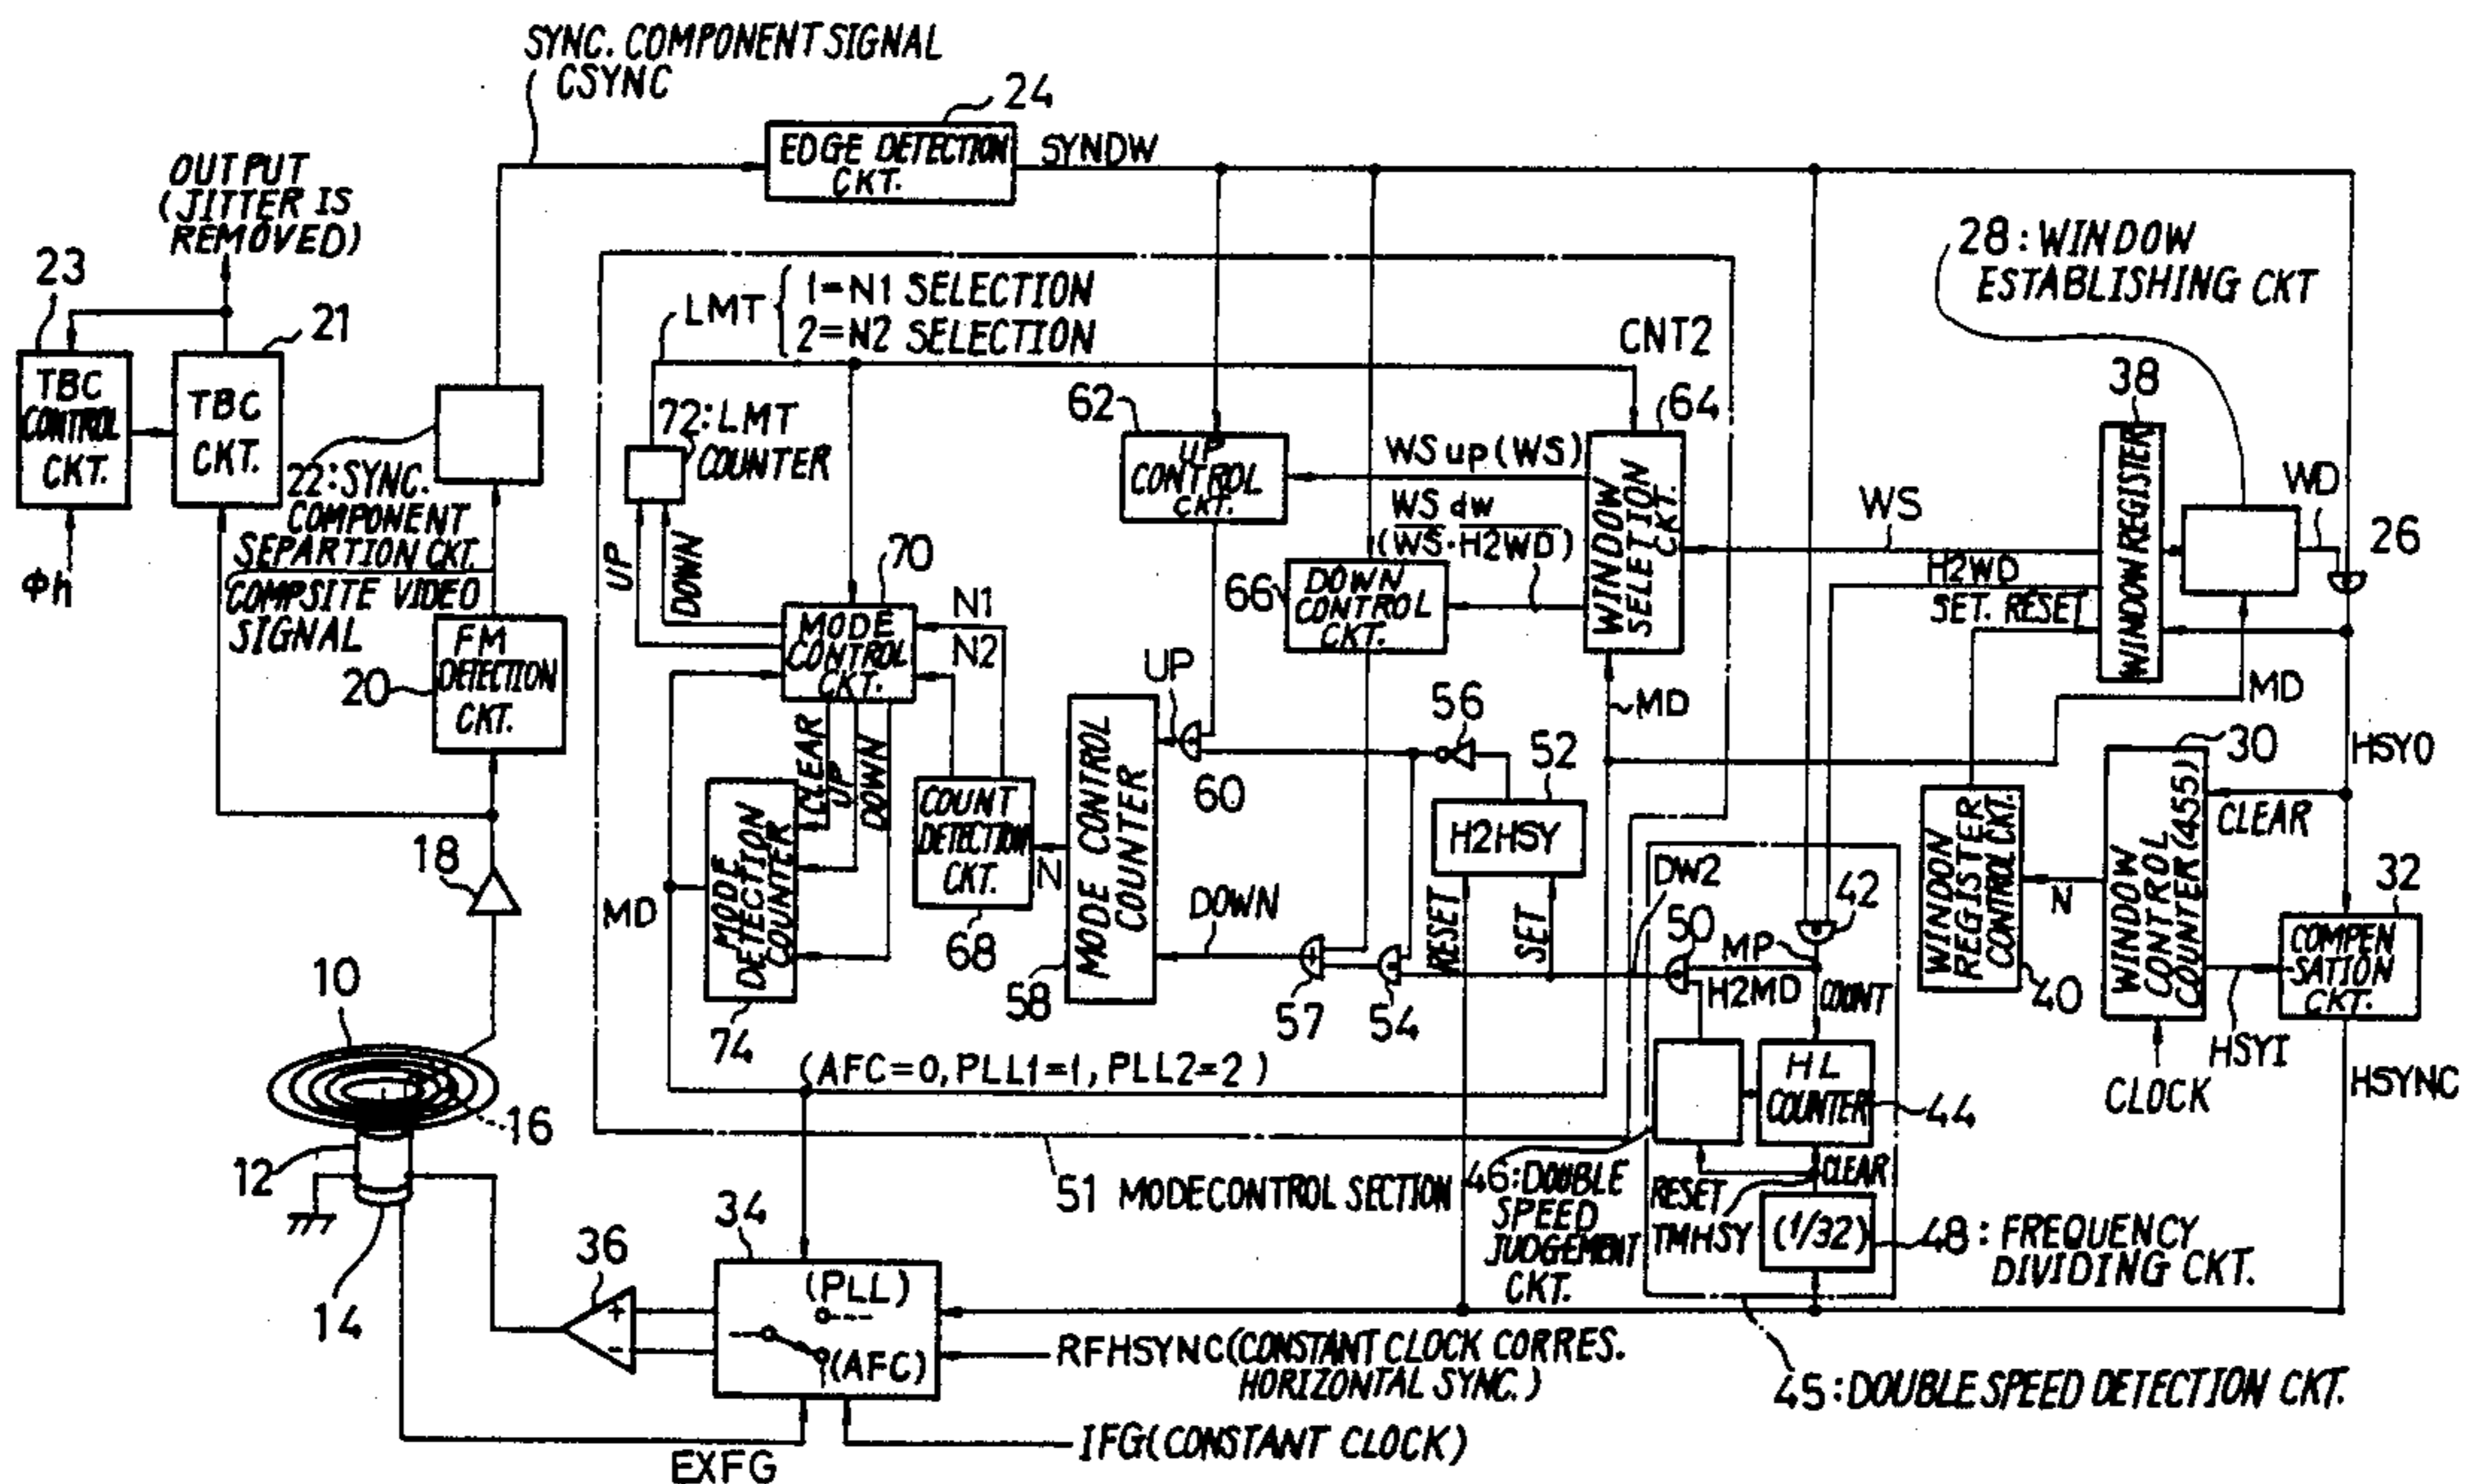 SYNC. COMPONENT SIGNAL
CSYNC
24
EDGE DETECTION
CKT.
SYNDW
OUTPUT
(JITTER IS
REMOVED)
23
21
TBC
CONTROL
CKT.
TBC
CKT.
Φh
22:SYNC.
COMPONENT
SEPARTION CKT.
COMPSITE VIDEO
SIGNAL
FM
DETECTION
CKT.
20
18
10
12
14
16
LMT { 1=N1 SELECTION
2=N2 SELECTION
CNT2
72:LMT
COUNTER
UP
DOWN
70
MODE
CONTROL
CKT.
N1
N2
CLEAR
UP
DOWN
MODE
DETECTION
COUNTER
74
MD
COUNT
DETECTION
CKT.
68
N
MODE CONTROL
COUNTER
58
62
UP
CONTROL
CKT.
WS up (WS)
WS dw
(WS·H2WD)
66
DOWN
CONTROL
CKT.
64
WINDOW
SELECTION
CKT.
UP
60
56
52
H2HSY
RESET
SET
DOWN
57
54
MD
DW2
28:WINDOW
ESTABLISHING CKT
38
WINDOW REGISTER
WS
H2WD
SET. RESET
WD
26
MD
HSYO
30
WINDOW
CONTROL
COUNTER (455)
CLEAR
N
WINDOW
REGISTER
CONTROL CKT.
40
32
COMPEN
SATION
CKT.
HSYI
CLOCK
HSYNC
42
50
MP
H2MD
COUNT
HL
COUNTER
44
CLEAR
RESET
TMHSY
(1/32)
48:FREQUENCY
DIVIDING CKT.
46:DOUBLE
SPEED
JUDGEMENT
CKT.
45:DOUBLE SPEED DETECTION CKT.
(AFC=0, PLL1=1, PLL2=2)
51 MODE CONTROL SECTION
34
(PLL)
(AFC)
36
+
-
RFHSYNC(CONSTANT CLOCK CORRES.
HORIZONTAL SYNC.)
IFG(CONSTANT CLOCK)
EXFG